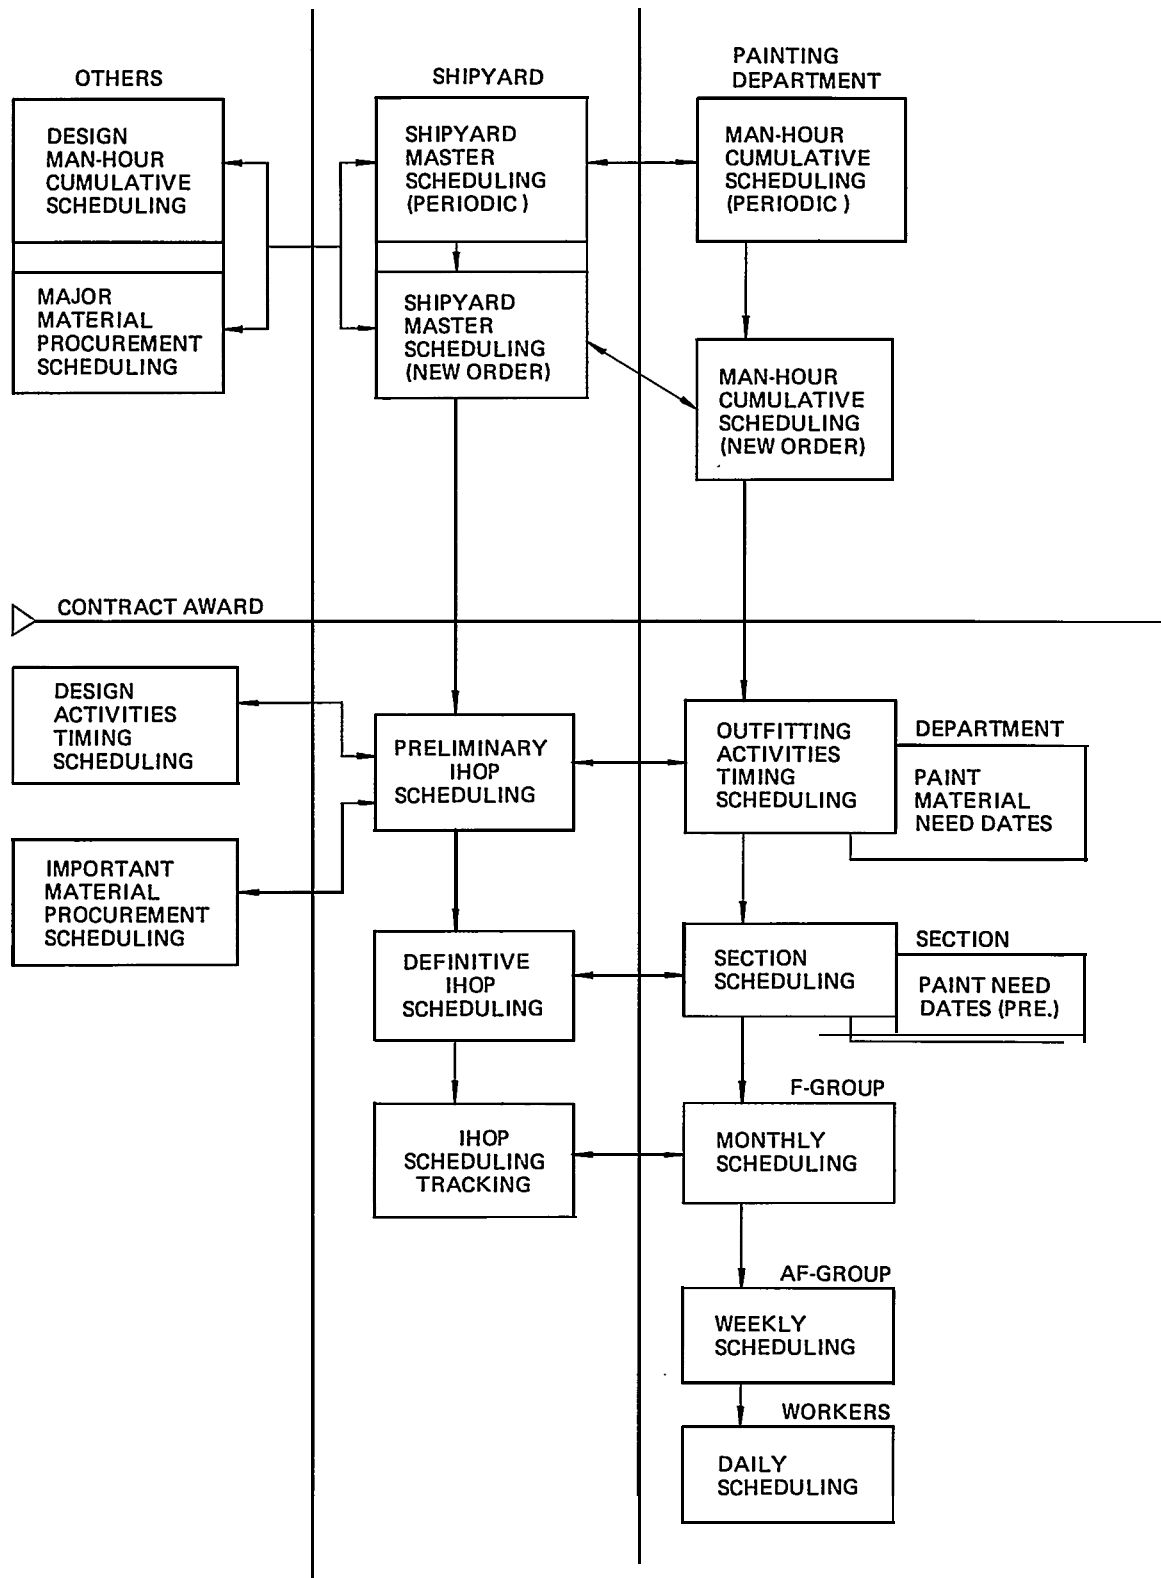 OTHERS
SHIPYARD
PAINTING
DEPARTMENT
DESIGN
MAN-HOUR
CUMULATIVE
SCHEDULING
SHIPYARD
MASTER
SCHEDULING
(PERIODIC )
MAN-HOUR
CUMULATIVE
SCHEDULING
(PERIODIC )
MAJOR
MATERIAL
PROCUREMENT
SCHEDULING
SHIPYARD
MASTER
SCHEDULING
(NEW ORDER)
MAN-HOUR
CUMULATIVE
SCHEDULING
(NEW ORDER)
CONTRACT AWARD
DESIGN
ACTIVITIES
TIMING
SCHEDULING
PRELIMINARY
IHOP
SCHEDULING
OUTFITTING
ACTIVITIES
TIMING
SCHEDULING
DEPARTMENT
PAINT
MATERIAL
NEED DATES
IMPORTANT
MATERIAL
PROCUREMENT
SCHEDULING
DEFINITIVE
IHOP
SCHEDULING
SECTION
SCHEDULING
SECTION
PAINT NEED
DATES (PRE.)
F-GROUP
IHOP
SCHEDULING
TRACKING
MONTHLY
SCHEDULING
AF-GROUP
WEEKLY
SCHEDULING
WORKERS
DAILY
SCHEDULING